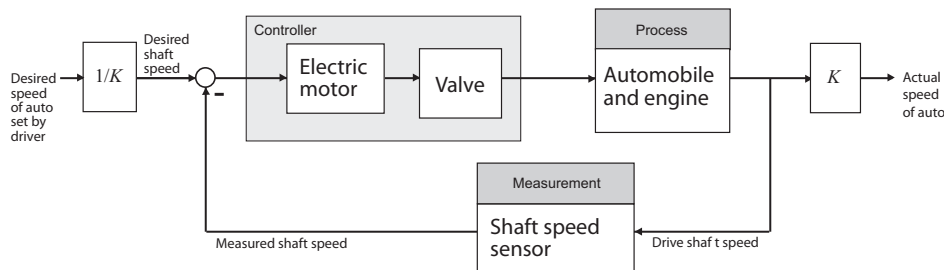 Desired
speed
of auto
set by
driver
1/K
Desired
shaft
speed
-
Controller
Electric
motor
Valve
Process
Automobile
and engine
K
Actual
speed
of auto
Measurement
Shaft speed
sensor
Measured shaft speed
Drive shaf t speed